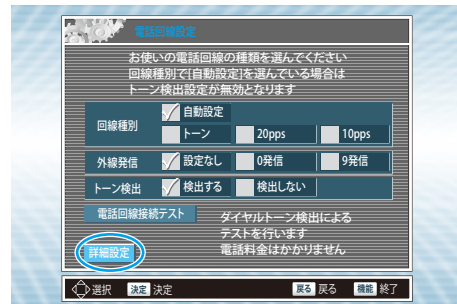 電話回線設定
お使いの電話回線の種類を選んでください
回線種別で[自動設定]を選んでいる場合は
トーン検出設定が無効となります
回線種別 自動設定
トーン 20pps 10pps
外線発信 設定なし 0発信 9発信
トーン検出 検出する 検出しない
電話回線接続テスト ダイヤルトーン検出による
テストを行います
詳細設定 電話料金はかかりません
選択 決定 決定 戻る 戻る 機能 終了